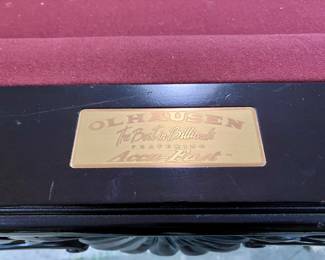 OLHAUSEN
The Best in Billiards
FEATURING
Accu-Fast